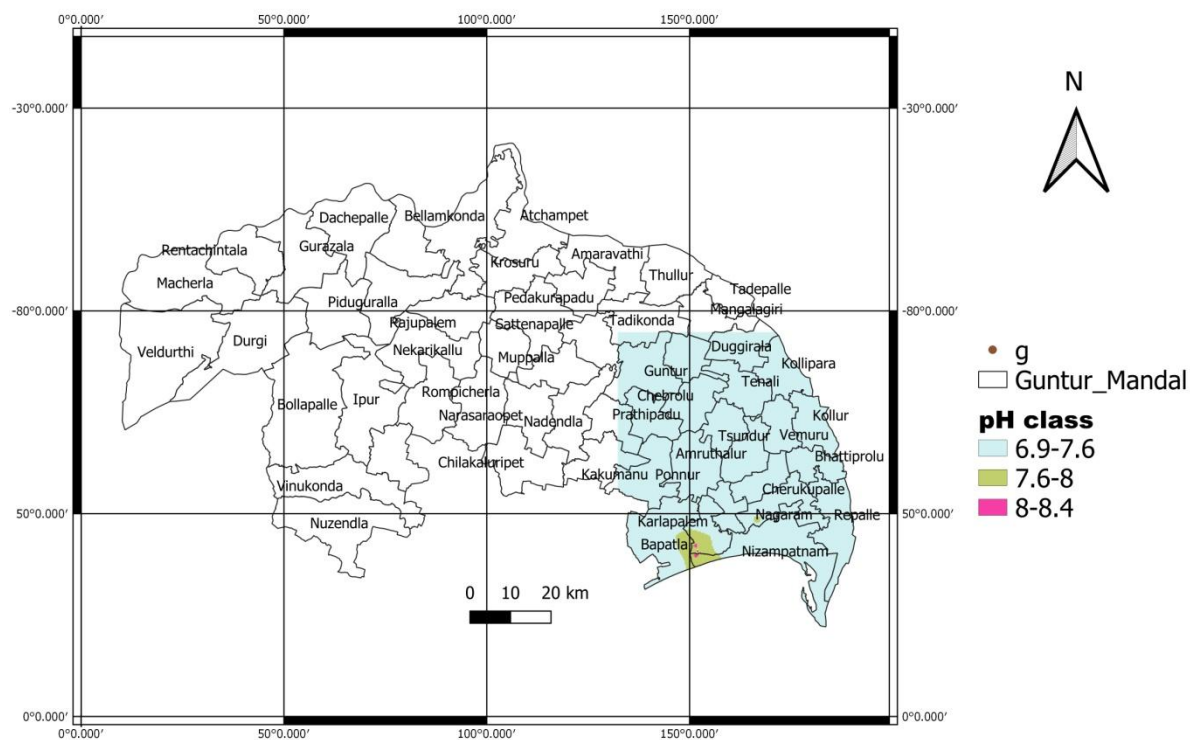 0°0.000′ 50°0.000′ 100°0.000′ 150°0.000′
N
-30°0.000′ -30°0.000′
Dachepalle
Bellamkonda
Atchampet
Rentachintala
Gurazala
Amaravathi
Krosuru
Thullur
Macherla
Tadepalle
Piduguralla
Pedakurapadu
-80°0.000′ -80°0.000′
Mangalagiri
Rajupalem
Sattenapalle
Tadikonda
Durgi
Duggirala
Veldurthi
Nekarikallu
Muppalla
Kollipara
g
Guntur
Tenali
Guntur_Mandal
Rompicherla
Chebrolu
Bollapalle
Ipur
Narasaraopet
Nadendla
Prathipadu
Kollur
pH class
Tsundur
Vemuru
6.9-7.6
Amruthalur
Bhattiprolu
Chilakaluripet
Kakumanu
Ponnur
7.6-8
Vinukonda
Cherukupalle
8-8.4
50°0.000′ 50°0.000′
Nuzendla
Karlapalem
Nagaram
Repalle
Bapatla
Nizampatnam
0 10 20 km
0°0.000′ 0°0.000′
0°0.000′ 50°0.000′ 100°0.000′ 150°0.000′